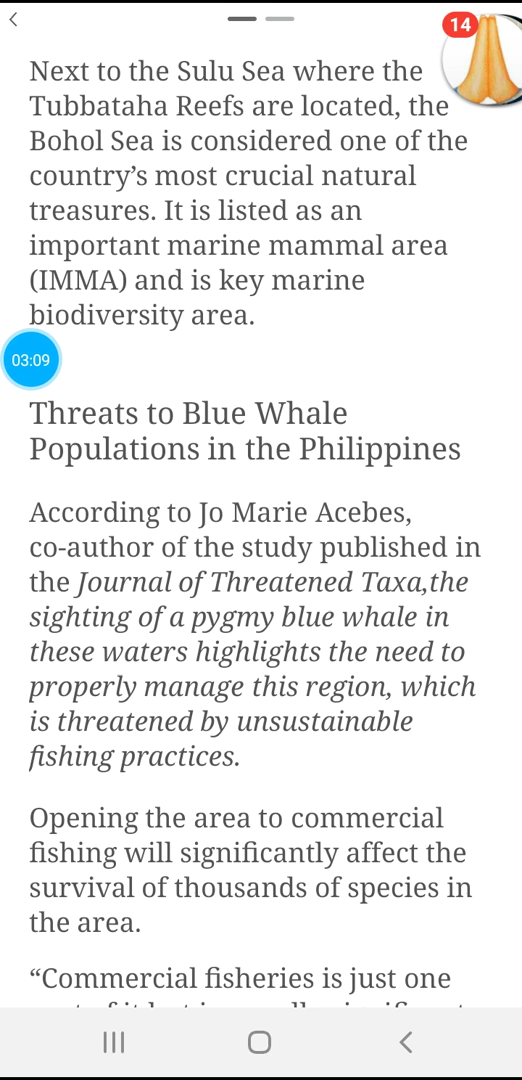 14
Next to the Sulu Sea where the
Tubbataha Reefs are located, the
Bohol Sea is considered one of the
country’s most crucial natural
treasures. It is listed as an
important marine mammal area
(IMMA) and is key marine
biodiversity area.
03:09
Threats to Blue Whale
Populations in the Philippines
According to Jo Marie Acebes,
co-author of the study published in
the Journal of Threatened Taxa,the
sighting of a pygmy blue whale in
these waters highlights the need to
properly manage this region, which
is threatened by unsustainable
fishing practices.
Opening the area to commercial
fishing will significantly affect the
survival of thousands of species in
the area.
“Commercial fisheries is just one